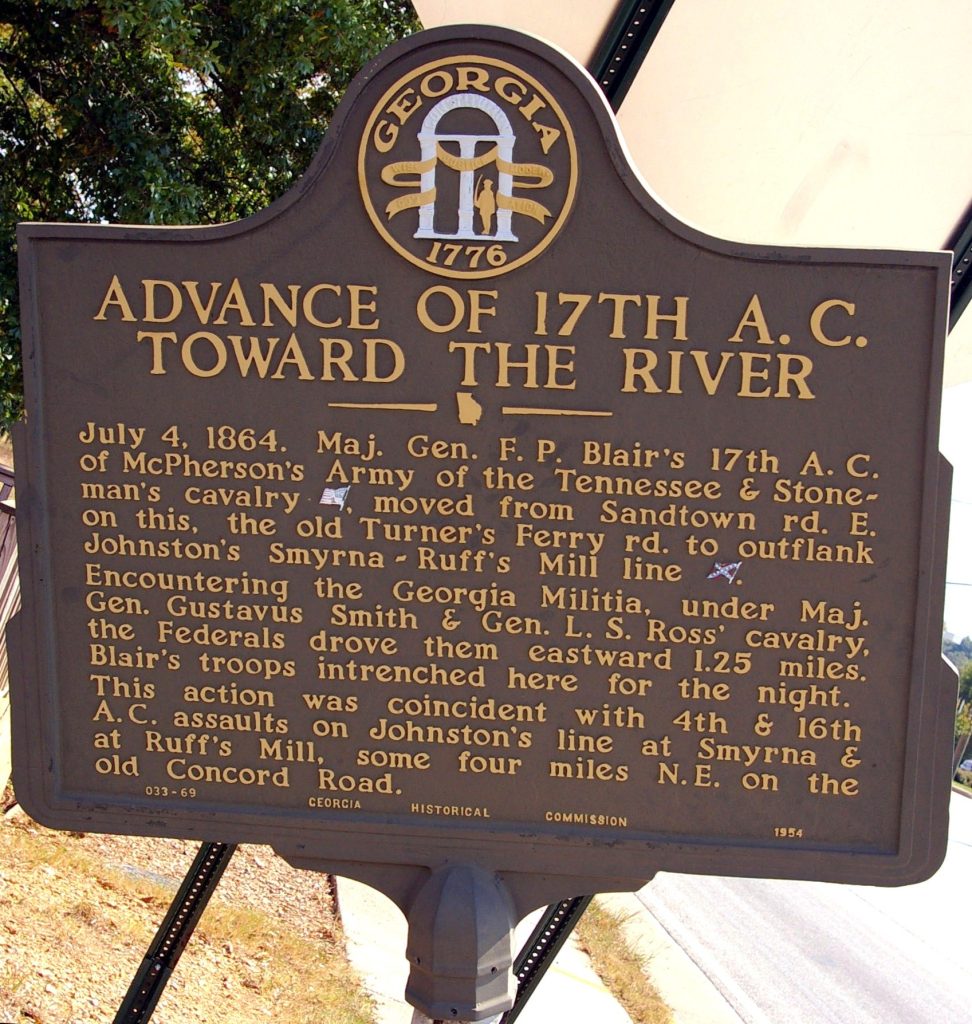 GEORGIA
1776
ADVANCE OF 17TH A. C.
TOWARD THE RIVER
July 4, 1864. Maj. Gen. F. P. Blair's 17th A. C.
of McPherson's Army of the Tennessee & Stone-
man's cavalry , moved from Sandtown rd. E.
on this, the old Turner's Ferry rd. to outflank
Johnston's Smyrna - Ruff's Mill line .
Encountering the Georgia Militia, under Maj.
Gen. Gustavus Smith & Gen. L. S. Ross' cavalry,
the Federals drove them eastward 1.25 miles.
Blair's troops intrenched here for the night.
This action was coincident with 4th & 16th
A. C. assaults on Johnston's line at Smyrna &
at Ruff's Mill, some four miles N. E. on the
old Concord Road.
033-69 GEORGIA HISTORICAL COMMISSION 1954